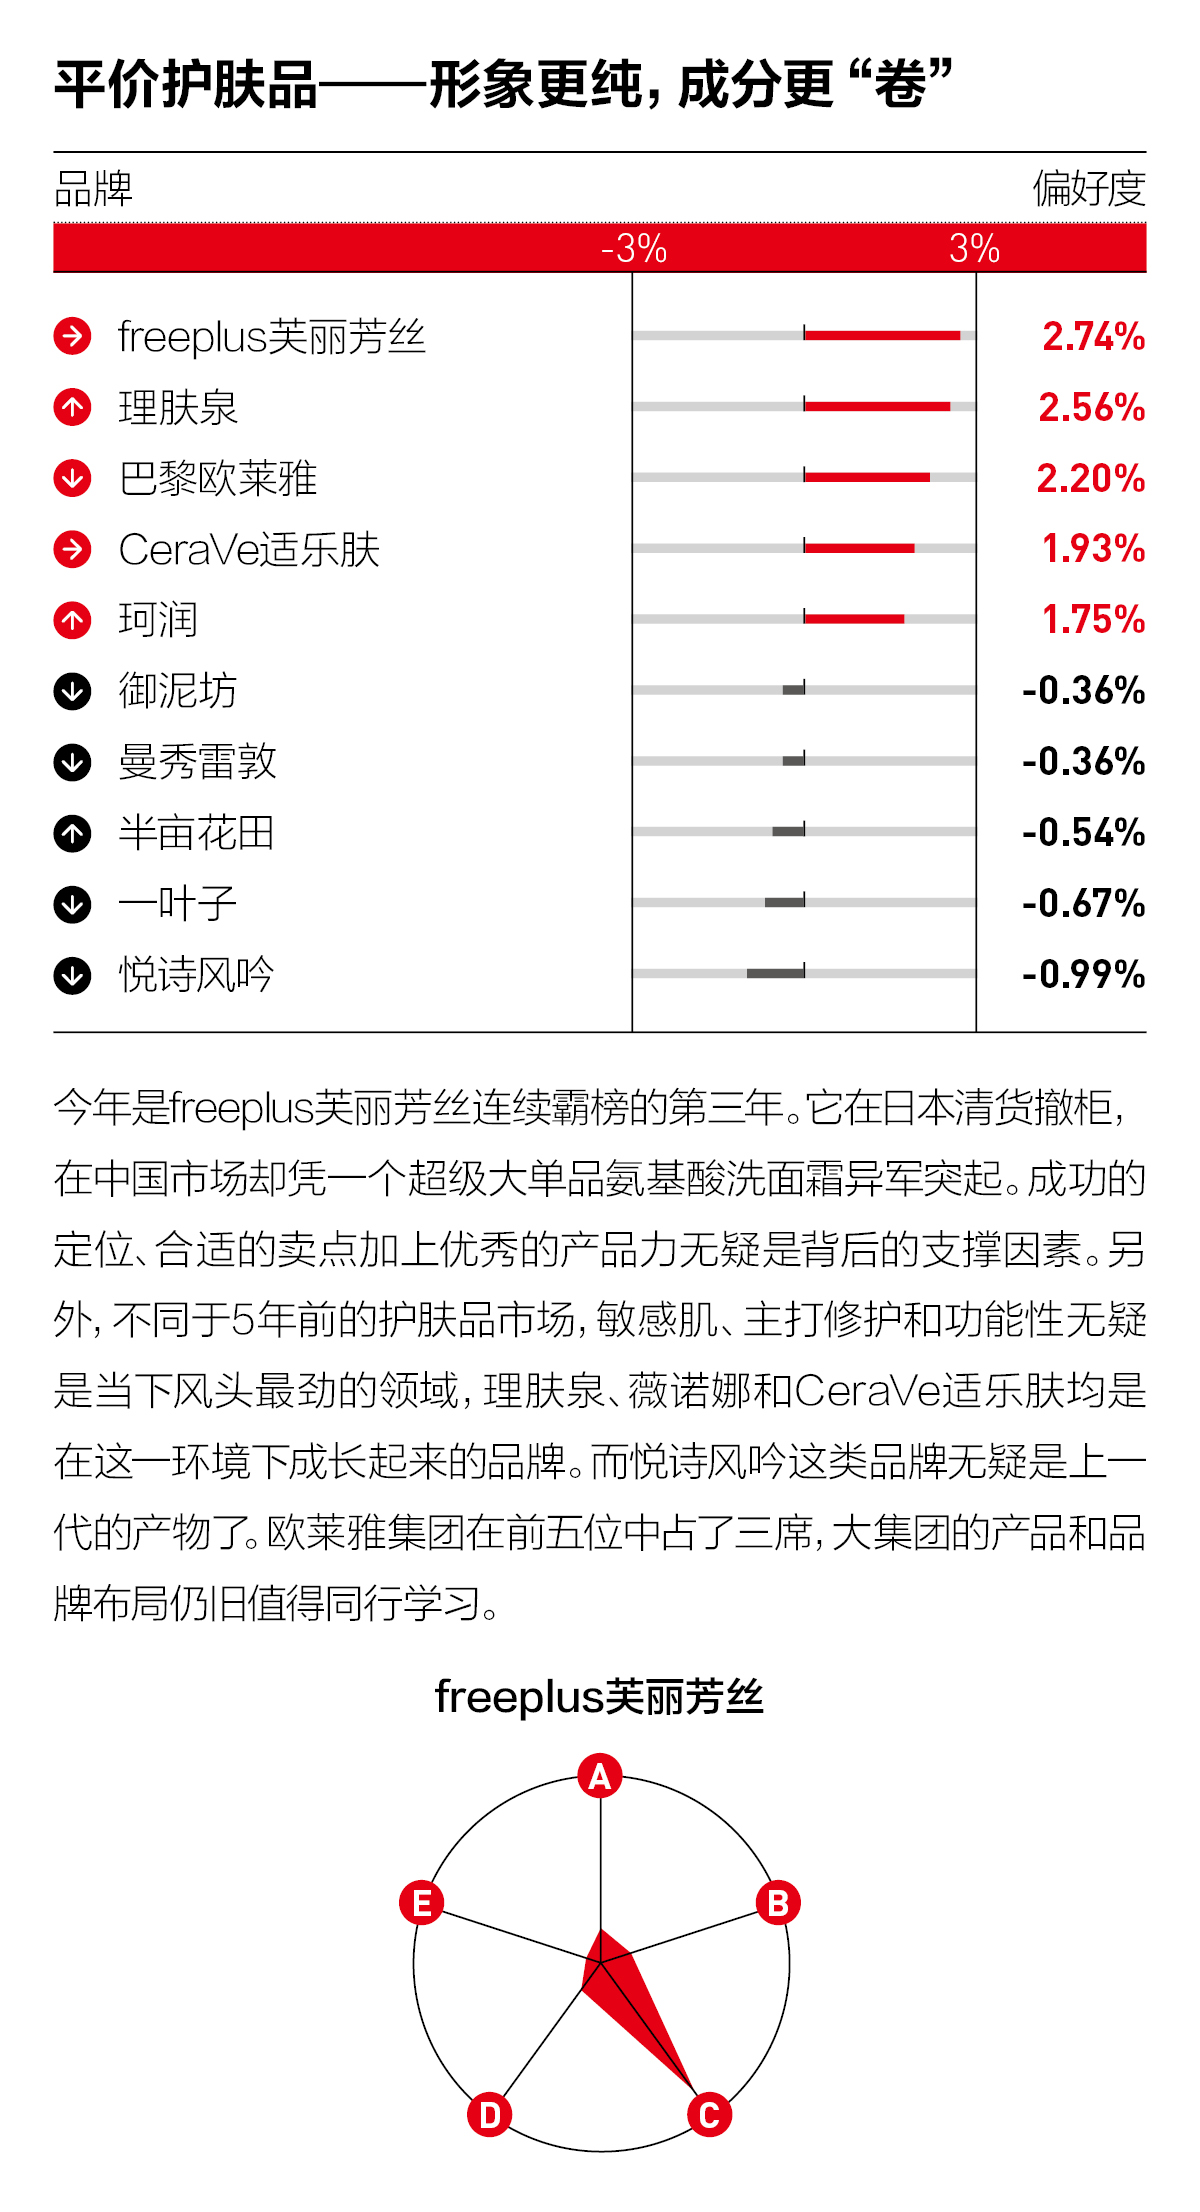 平价护肤品——形象更纯，成分更“卷”
品牌 偏好度
-3% 3%
freeplus芙丽芳丝 2.74%
理肤泉 2.56%
巴黎欧莱雅 2.20%
CeraVe适乐肤 1.93%
珂润 1.75%
御泥坊 -0.36%
曼秀雷敦 -0.36%
半亩花田 -0.54%
一叶子 -0.67%
悦诗风吟 -0.99%
今年是freeplus芙丽芳丝连续霸榜的第三年。它在日本清货撤柜，
在中国市场却凭一个超级大单品氨基酸洗面霜异军突起。成功的
定位、合适的卖点加上优秀的产品力无疑是背后的支撑因素。另
外，不同于5年前的护肤品市场，敏感肌、主打修护和功能性无疑
是当下风头最劲的领域，理肤泉、薇诺娜和CeraVe适乐肤均是
在这一环境下成长起来的品牌。而悦诗风吟这类品牌无疑是上一
代的产物了。欧莱雅集团在前五位中占了三席，大集团的产品和品
牌布局仍旧值得同行学习。
freeplus芙丽芳丝
A
E
B
D
C